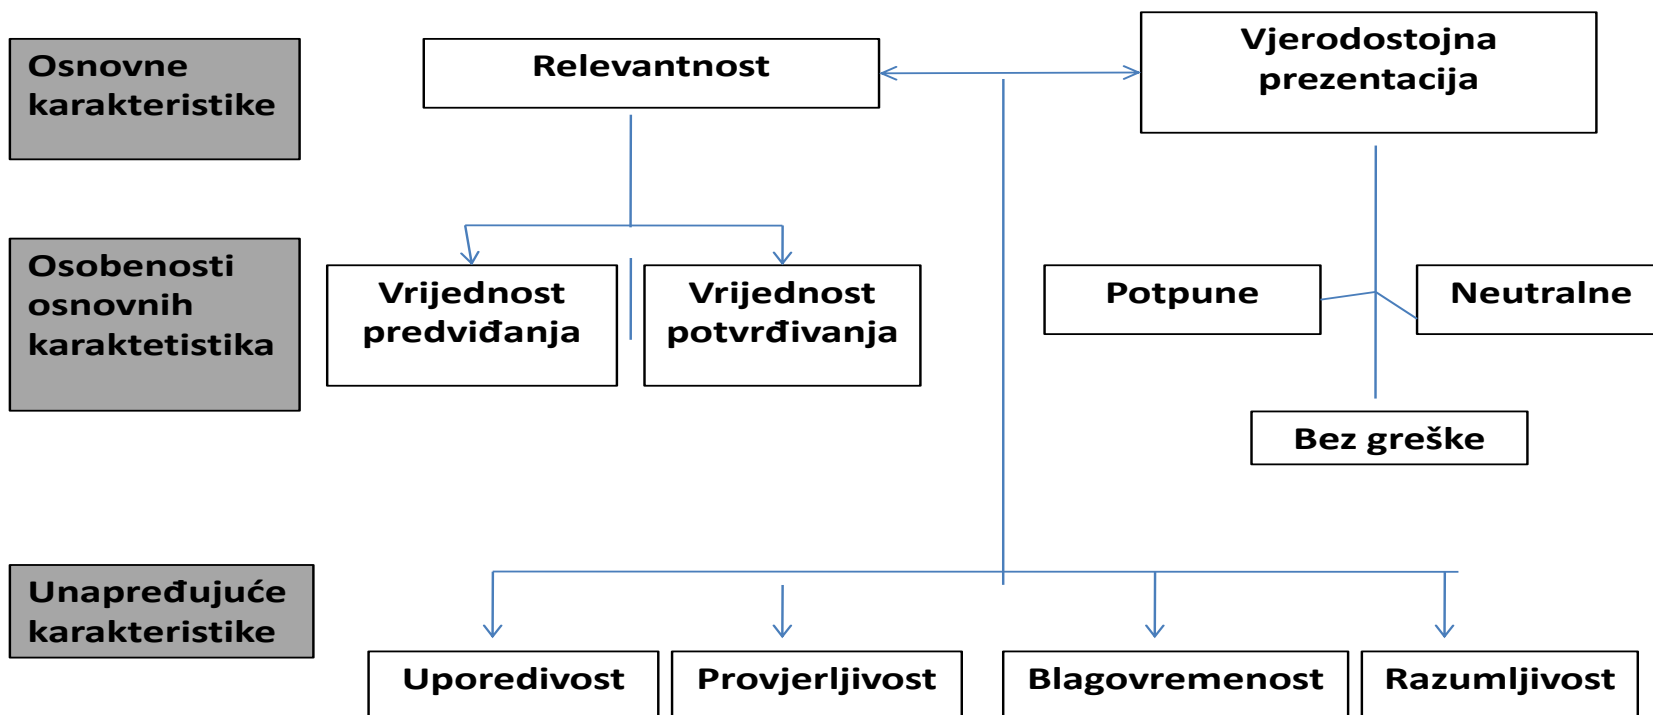 Osnovne
karakteristike
Relevantnost
Vjerodostojna
prezentacija
Osobenosti
osnovnih
karaktetistika
Vrijednost
predviđanja
Vrijednost
potvrđivanja
Potpune
Neutralne
Bez greške
Unapređujuće
karakteristike
Uporedivost
Provjerljivost
Blagovremenost
Razumljivost